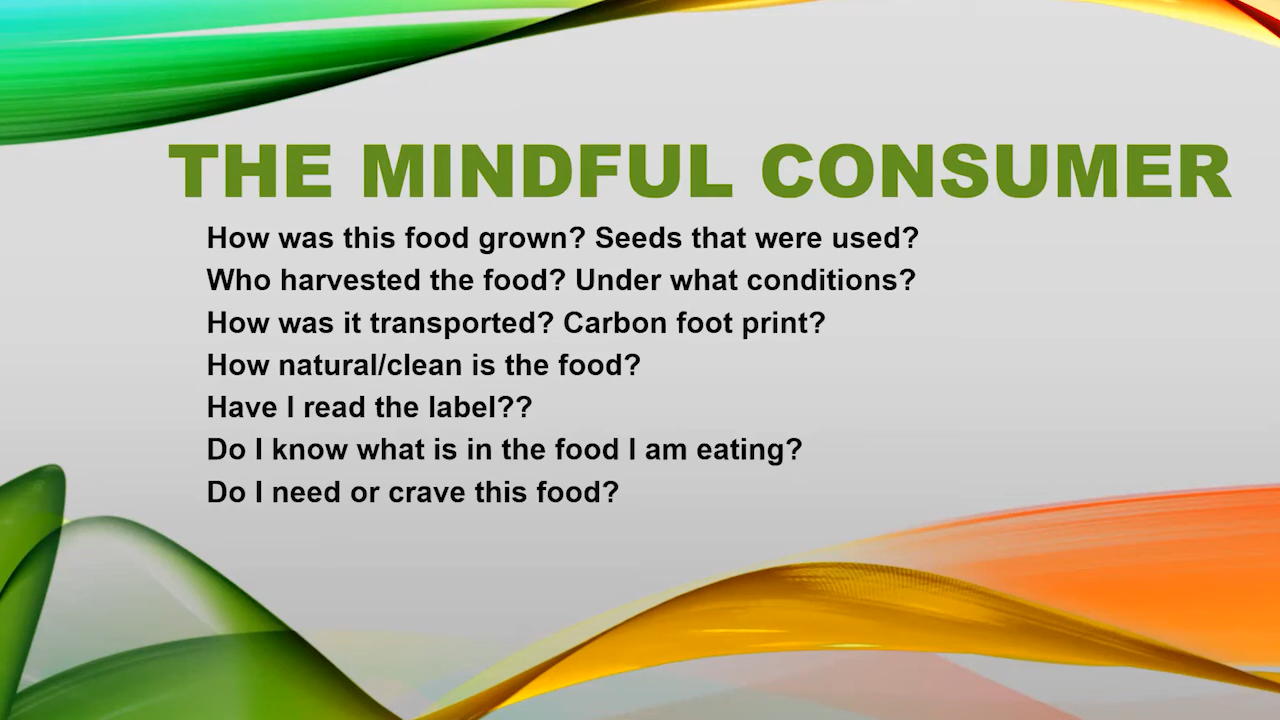 THE MINDFUL CONSUMER
How was this food grown? Seeds that were used?
Who harvested the food? Under what conditions?
How was it transported? Carbon foot print?
How natural/clean is the food?
Have I read the label??
Do I know what is in the food I am eating?
Do I need or crave this food?